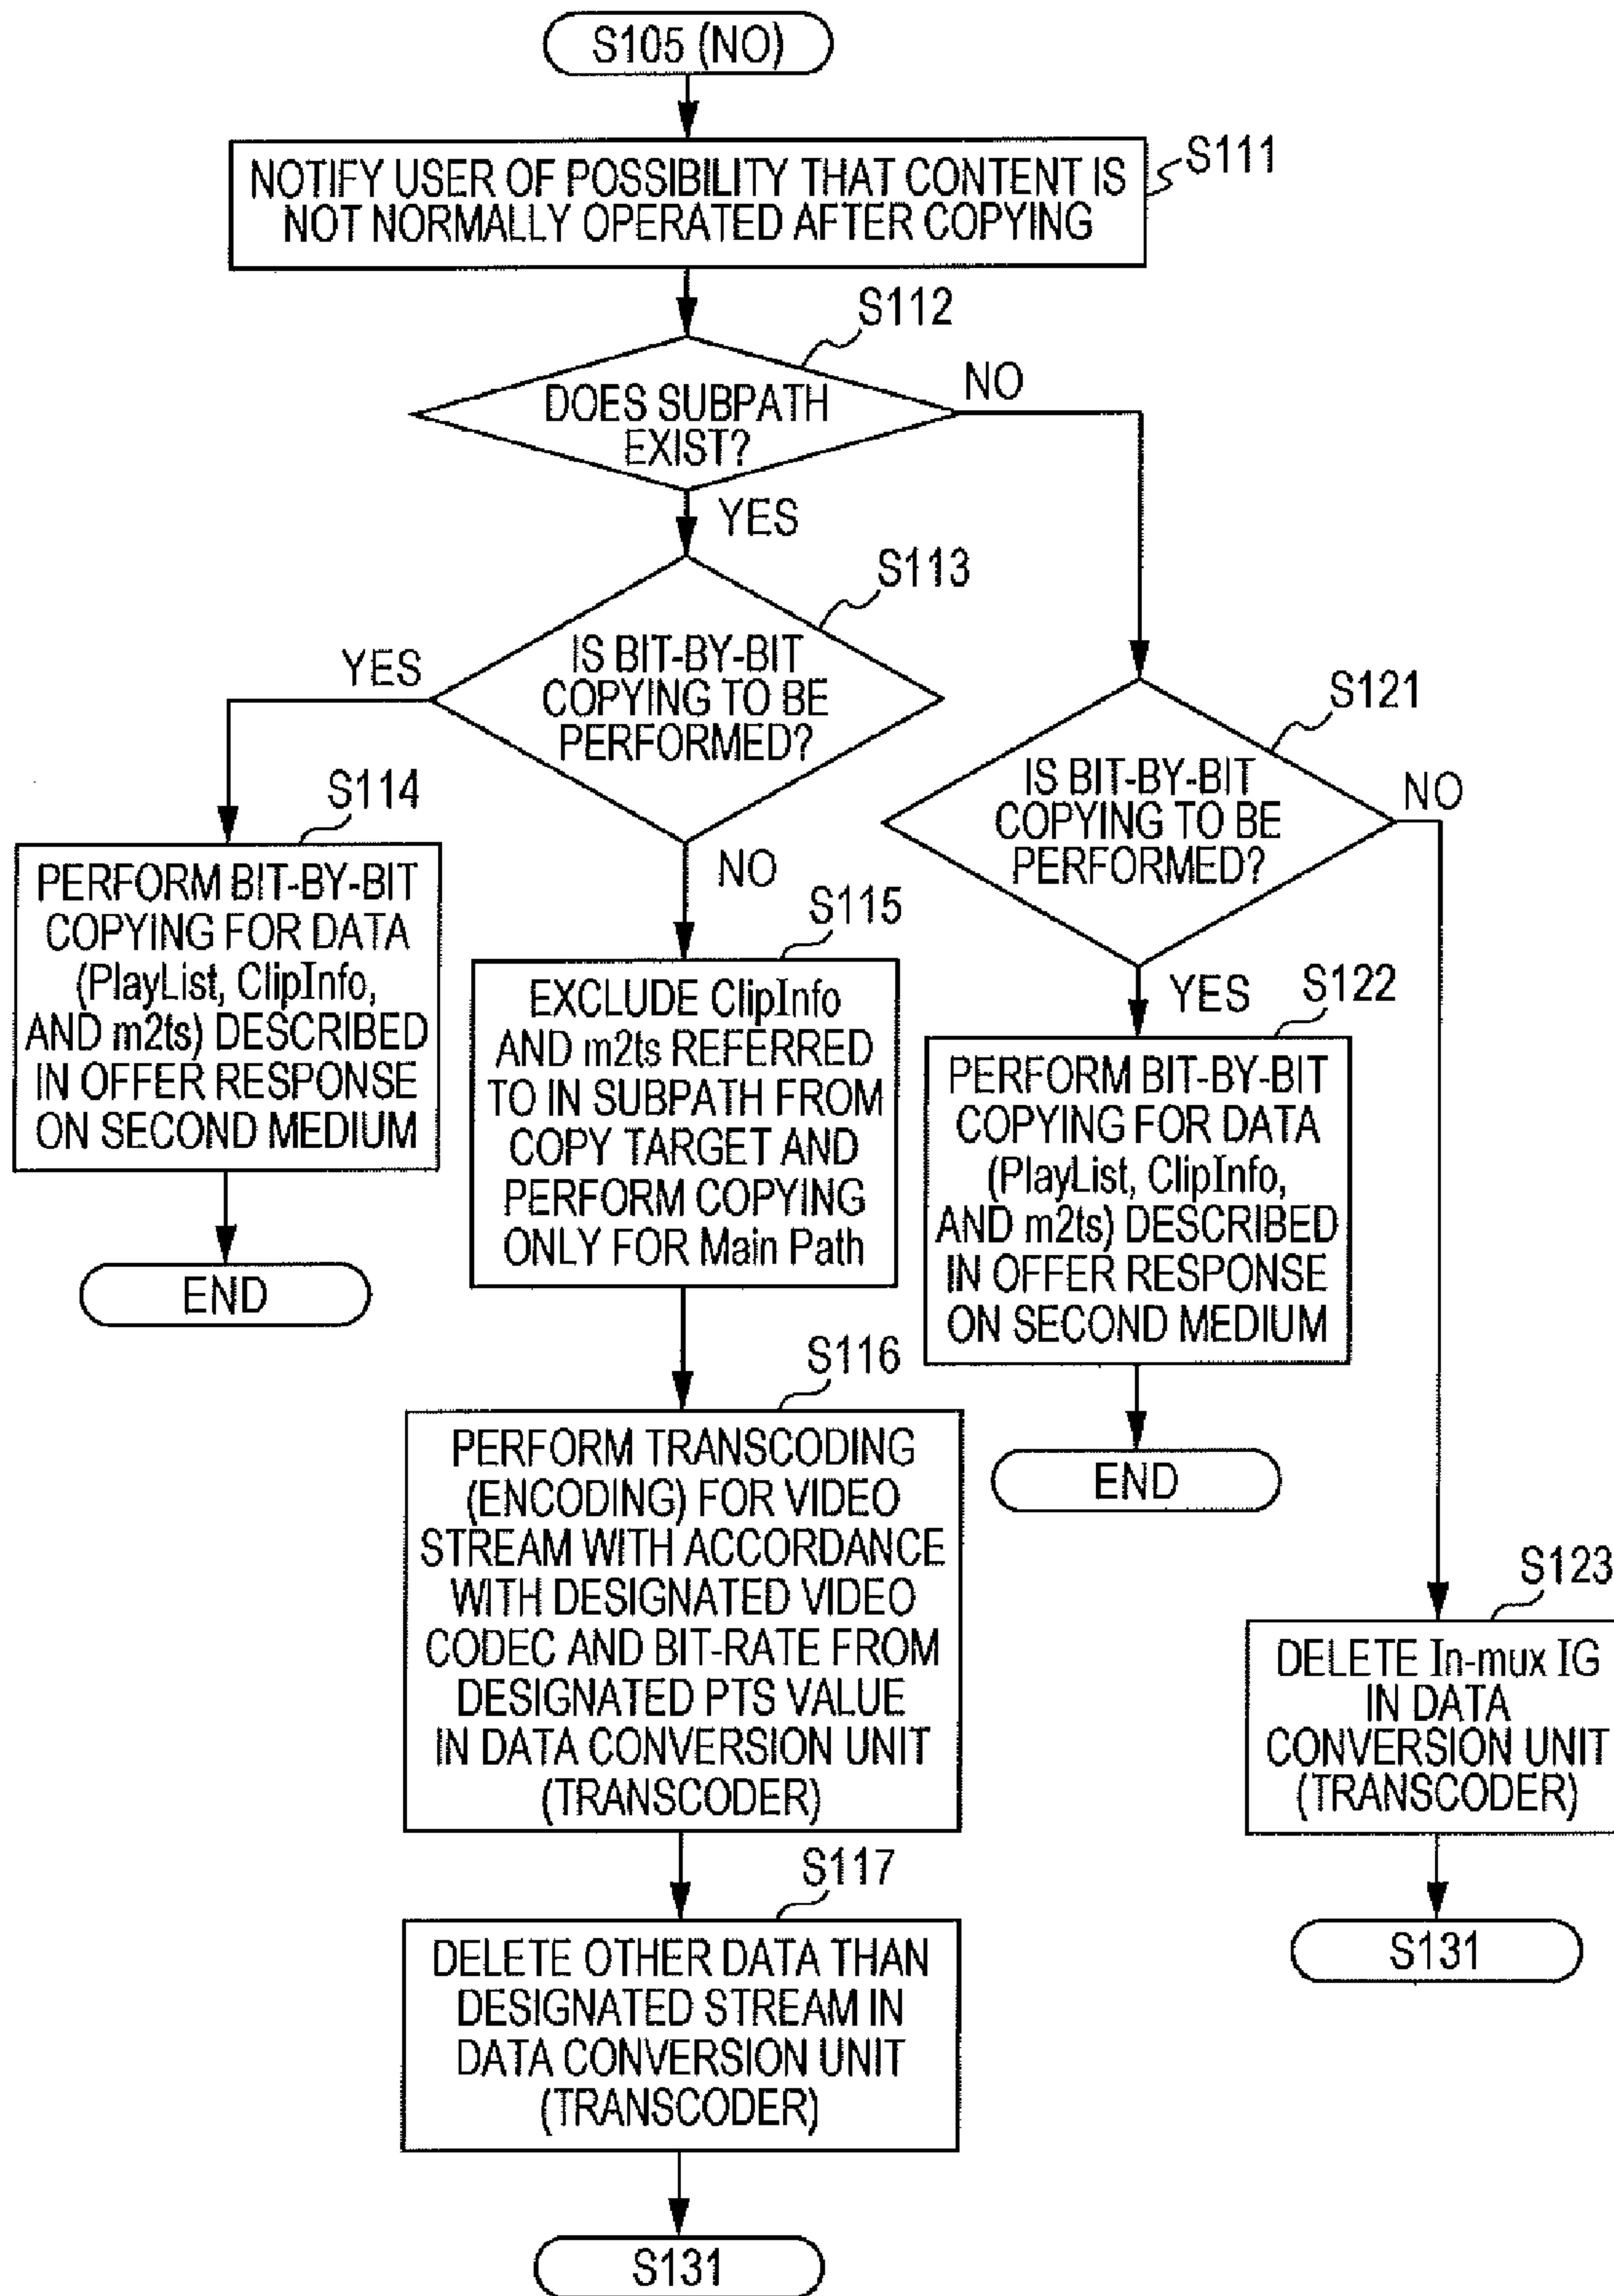 S105 (NO)
NOTIFY USER OF POSSIBILITY THAT CONTENT IS
NOT NORMALLY OPERATED AFTER COPYING
S111
S112
DOES SUBPATH
EXIST?
NO
YES
S113
IS BIT-BY-BIT
COPYING TO BE
PERFORMED?
YES
NO
S114
PERFORM BIT-BY-BIT
COPYING FOR DATA
(PlayList, ClipInfo,
AND m2ts) DESCRIBED
IN OFFER RESPONSE
ON SECOND MEDIUM
END
S115
EXCLUDE ClipInfo
AND m2ts REFERRED
TO IN SUBPATH FROM
COPY TARGET AND
PERFORM COPYING
ONLY FOR Main Path
S116
PERFORM TRANSCODING
(ENCODING) FOR VIDEO
STREAM WITH ACCORDANCE
WITH DESIGNATED VIDEO
CODEC AND BIT-RATE FROM
DESIGNATED PTS VALUE
IN DATA CONVERSION UNIT
(TRANSCODER)
S117
DELETE OTHER DATA THAN
DESIGNATED STREAM IN
DATA CONVERSION UNIT
(TRANSCODER)
S131
S121
IS BIT-BY-BIT
COPYING TO BE
PERFORMED?
NO
YES
S122
PERFORM BIT-BY-BIT
COPYING FOR DATA
(PlayList, ClipInfo,
AND m2ts) DESCRIBED
IN OFFER RESPONSE
ON SECOND MEDIUM
END
S123
DELETE In-mux IG
IN DATA
CONVERSION UNIT
(TRANSCODER)
S131